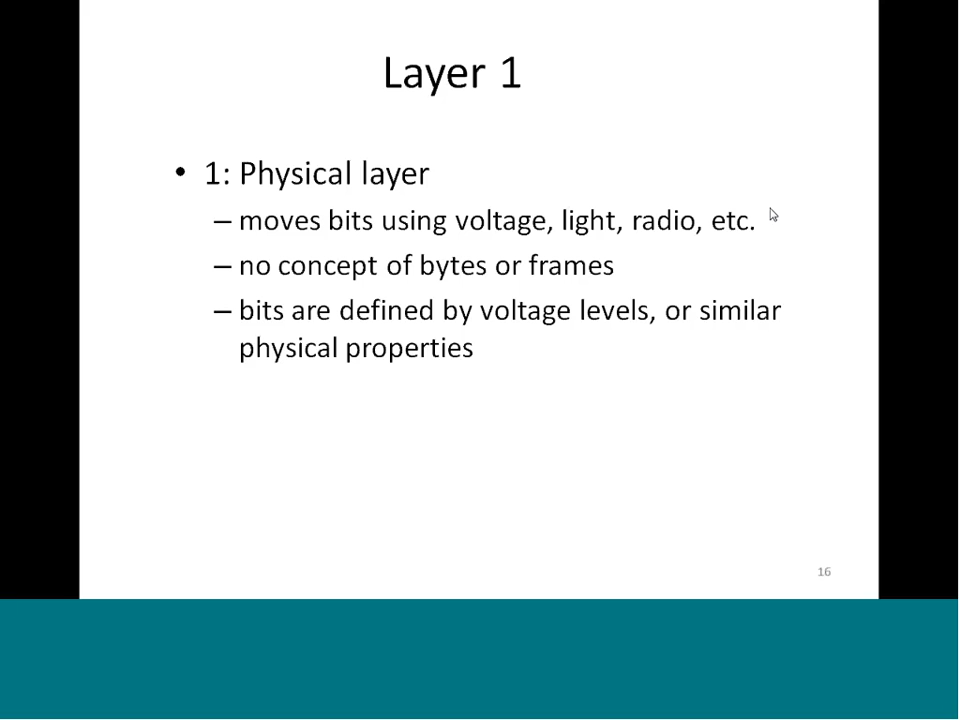 Layer 1
• 1: Physical layer
– moves bits using voltage, light, radio, etc.
– no concept of bytes or frames
– bits are defined by voltage levels, or similar
physical properties
16